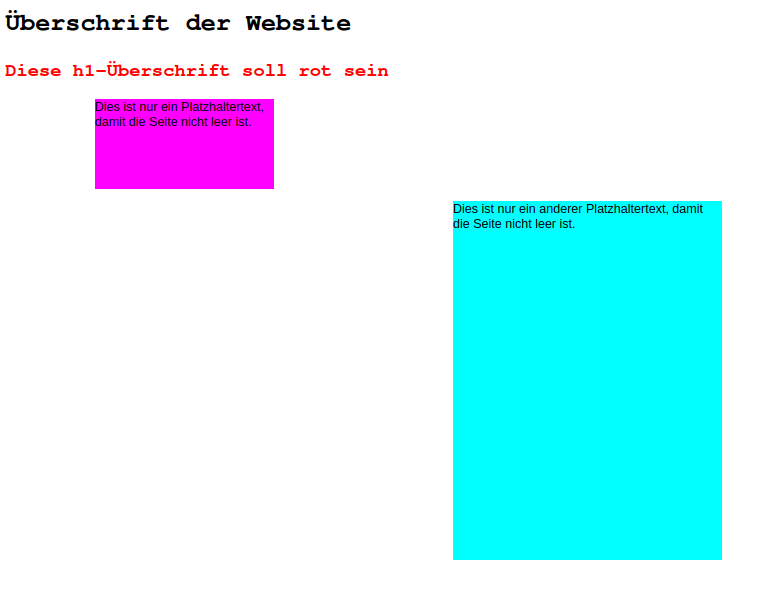 Überschrift der Website
Diese h1-Überschrift soll rot sein
Dies ist nur ein Platzhaltertext,
damit die Seite nicht leer ist.
Dies ist nur ein anderer Platzhaltertext, damit
die Seite nicht leer ist.